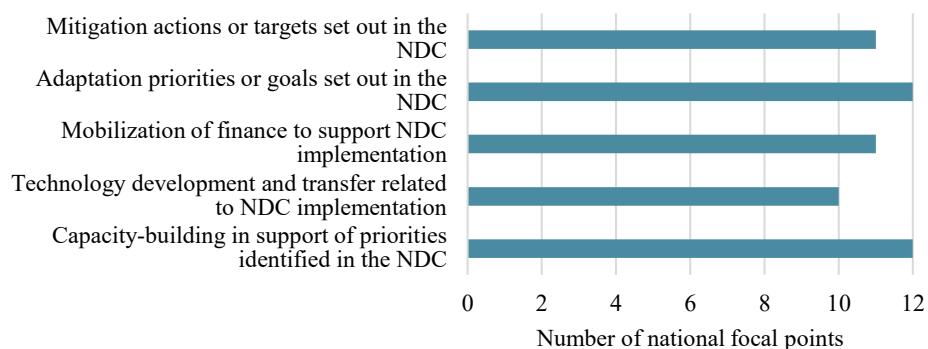 Mitigation actions or targets set out in the
NDC
Adaptation priorities or goals set out in the
NDC
Mobilization of finance to support NDC
implementation
Technology development and transfer related
to NDC implementation
Capacity-building in support of priorities
identified in the NDC
0 2 4 6 8 10 12
Number of national focal points